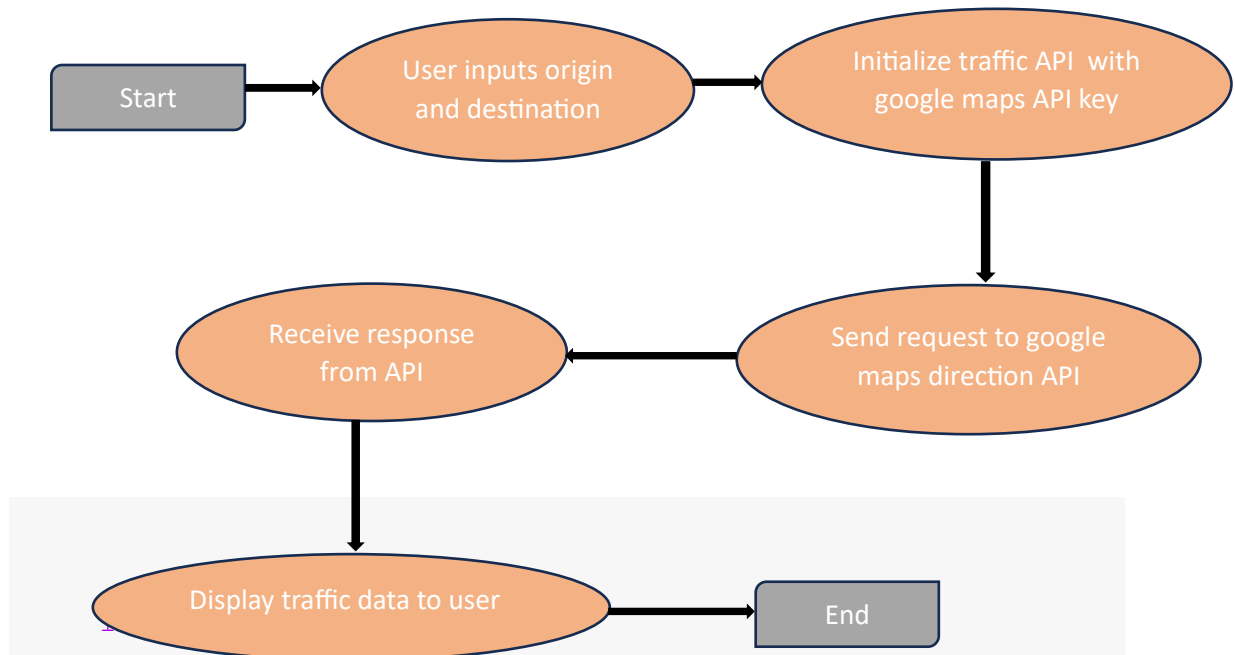 Start
User inputs origin
and destination
Initialize traffic API  with
google maps API key
Send request to google
maps direction API
Receive response
from API
Display traffic data to user
End